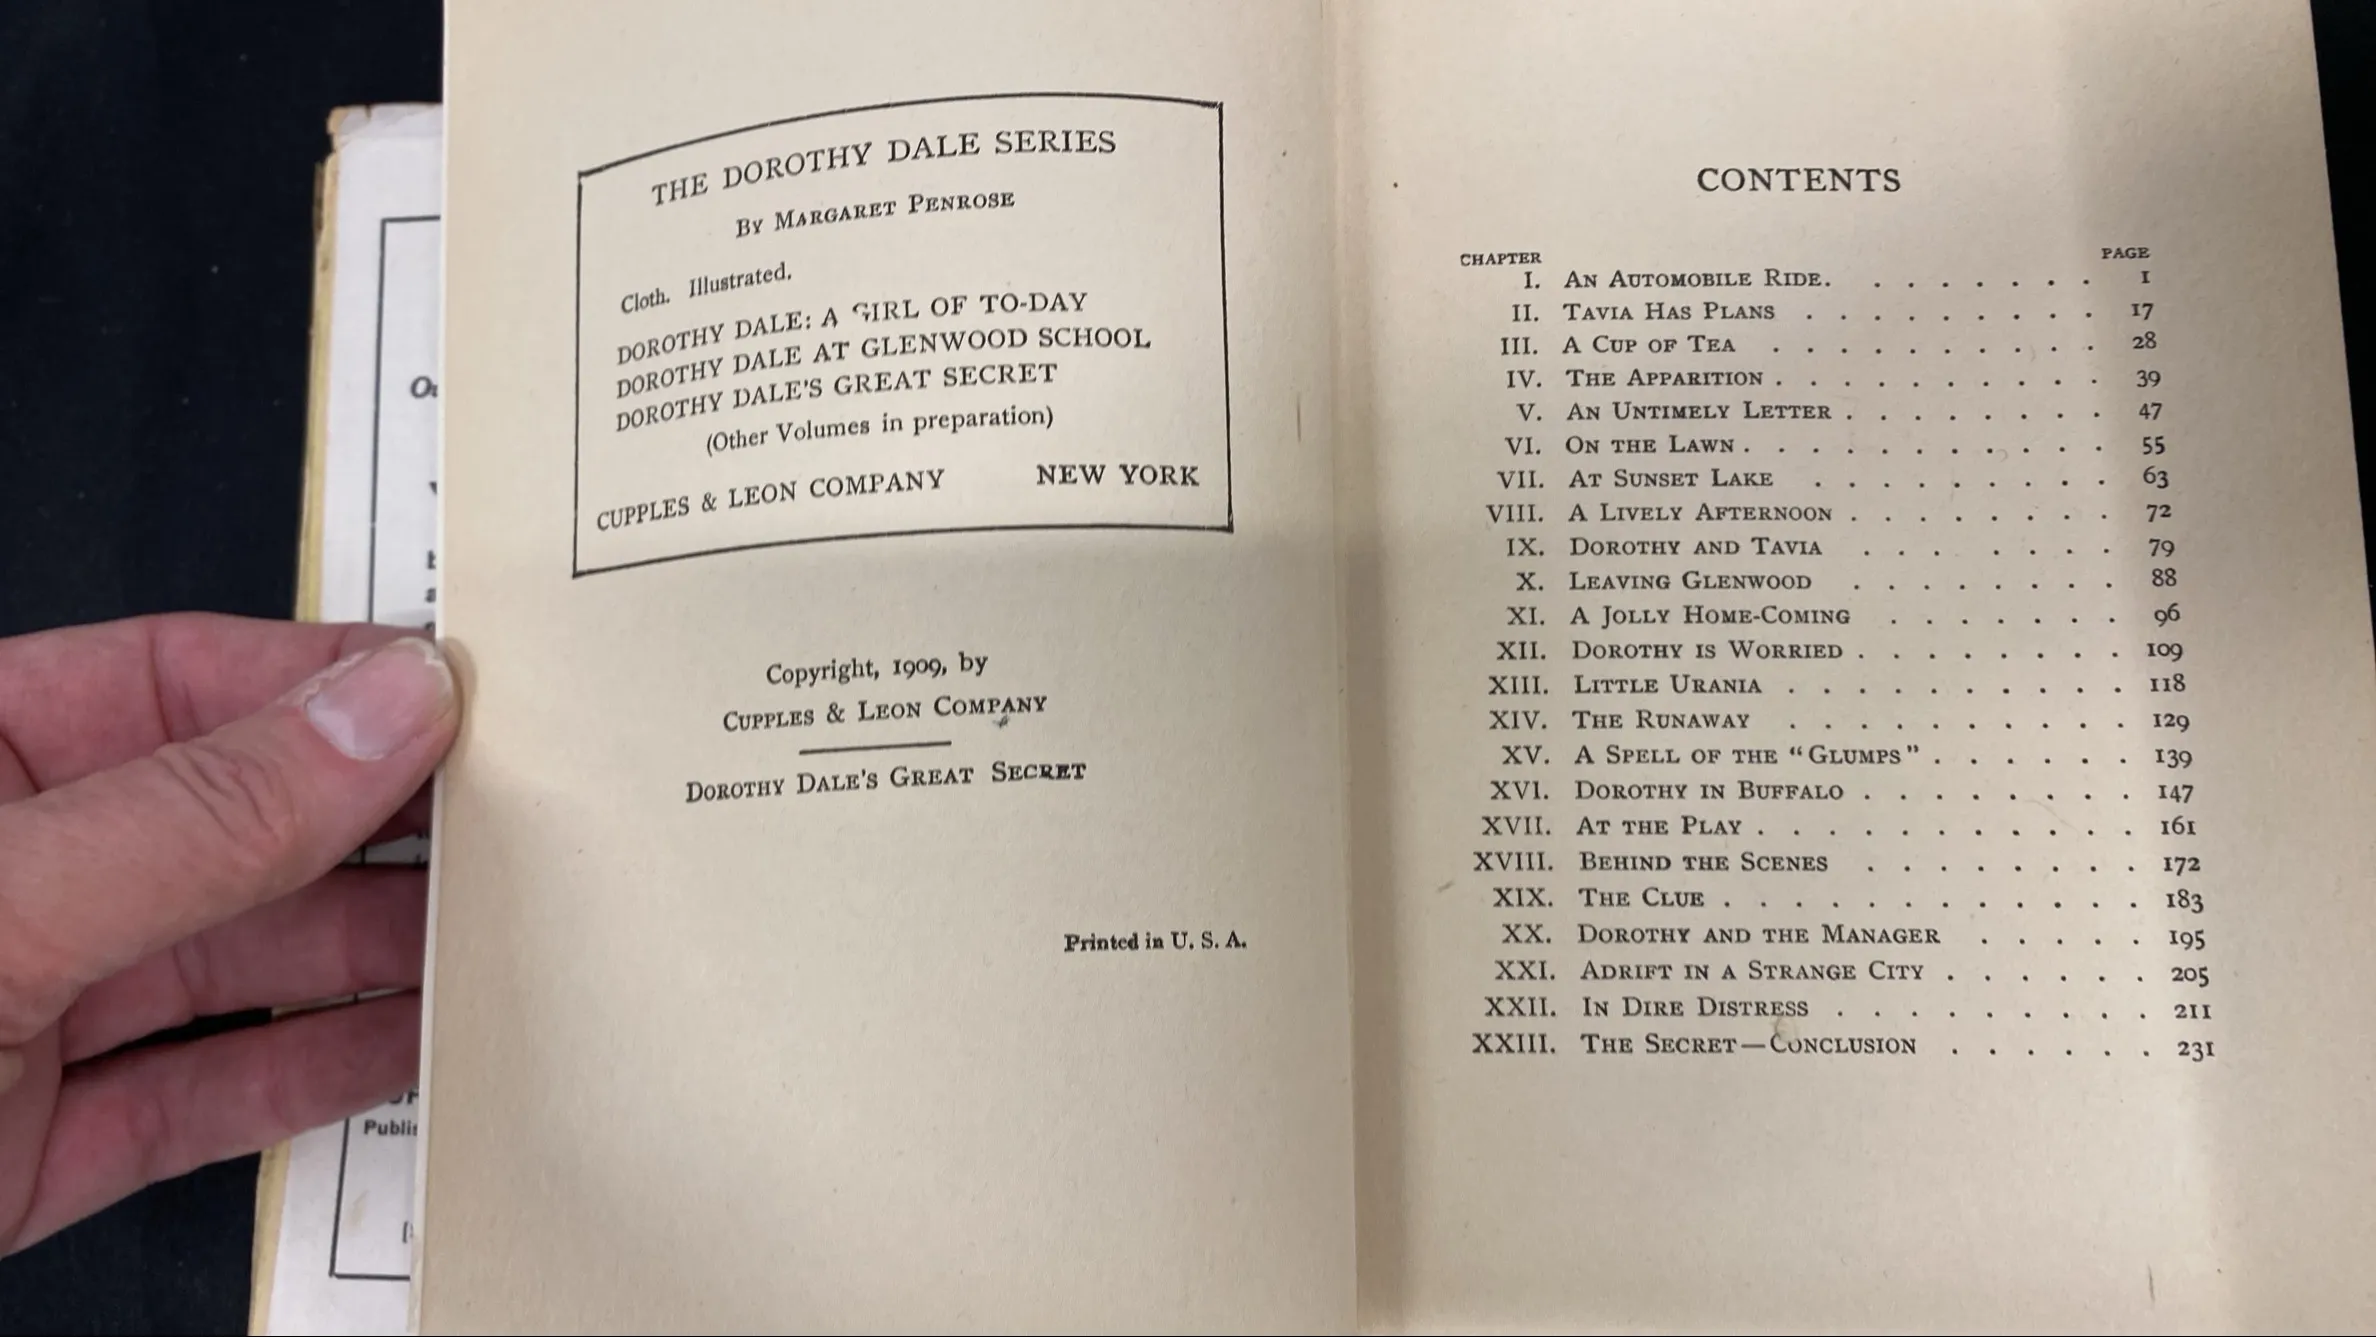 THE DOROTHY DALE SERIES
By Margaret Penrose
Cloth. Illustrated.
DOROTHY DALE: A GIRL OF TO-DAY
DOROTHY DALE AT GLENWOOD SCHOOL
DOROTHY DALE'S GREAT SECRET
(Other Volumes in preparation)
CUPPLES & LEON COMPANY NEW YORK
Copyright, 1909, by
Cupples & Leon Company
Dorothy Dale's Great Secret
Printed in U. S. A.
CONTENTS
CHAPTER PAGE
I. An Automobile Ride. . . . . . . . 1
II. Tavia Has Plans . . . . . . . . . 17
III. A Cup of Tea . . . . . . . . . . 28
IV. The Apparition . . . . . . . . . . 39
V. An Untimely Letter . . . . . . . . 47
VI. On the Lawn . . . . . . . . . . . 55
VII. At Sunset Lake . . . . . . . . . 63
VIII. A Lively Afternoon . . . . . . . . 72
IX. Dorothy and Tavia . . . . . . . 79
X. Leaving Glenwood . . . . . . . . 88
XI. A Jolly Home-Coming . . . . . . . 96
XII. Dorothy is Worried . . . . . . . . 109
XIII. Little Urania . . . . . . . . . . 118
XIV. The Runaway . . . . . . . . . . 129
XV. A Spell of the "Glumps" . . . . . . 139
XVI. Dorothy in Buffalo . . . . . . . . 147
XVII. At the Play . . . . . . . . . . . 161
XVIII. Behind the Scenes . . . . . . . . 172
XIX. The Clue . . . . . . . . . . . . 183
XX. Dorothy and the Manager . . . . . 195
XXI. Adrift in a Strange City . . . . . . 205
XXII. In Dire Distress . . . . . . . . . 211
XXIII. The Secret—Conclusion . . . . . . 231